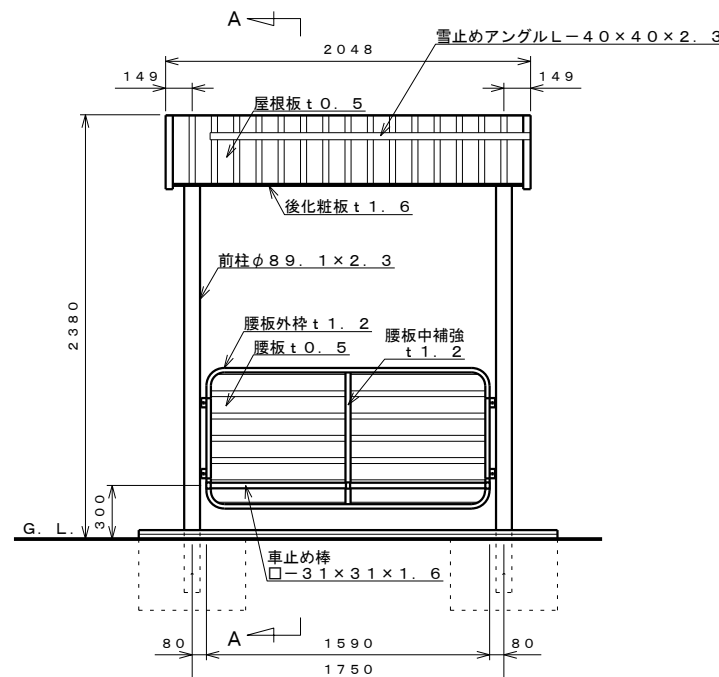 A
雪止めアングルL－40×40×2．3
2048
149
149
屋根板t0．5
後化粧板t1．6
前柱φ89．1×2．3
2380
腰板外枠t1．2
腰板t0．5
腰板中補強
t1．2
300
G．L．
車止め棒
□－31×31×1．6
A
80
1590
80
1750